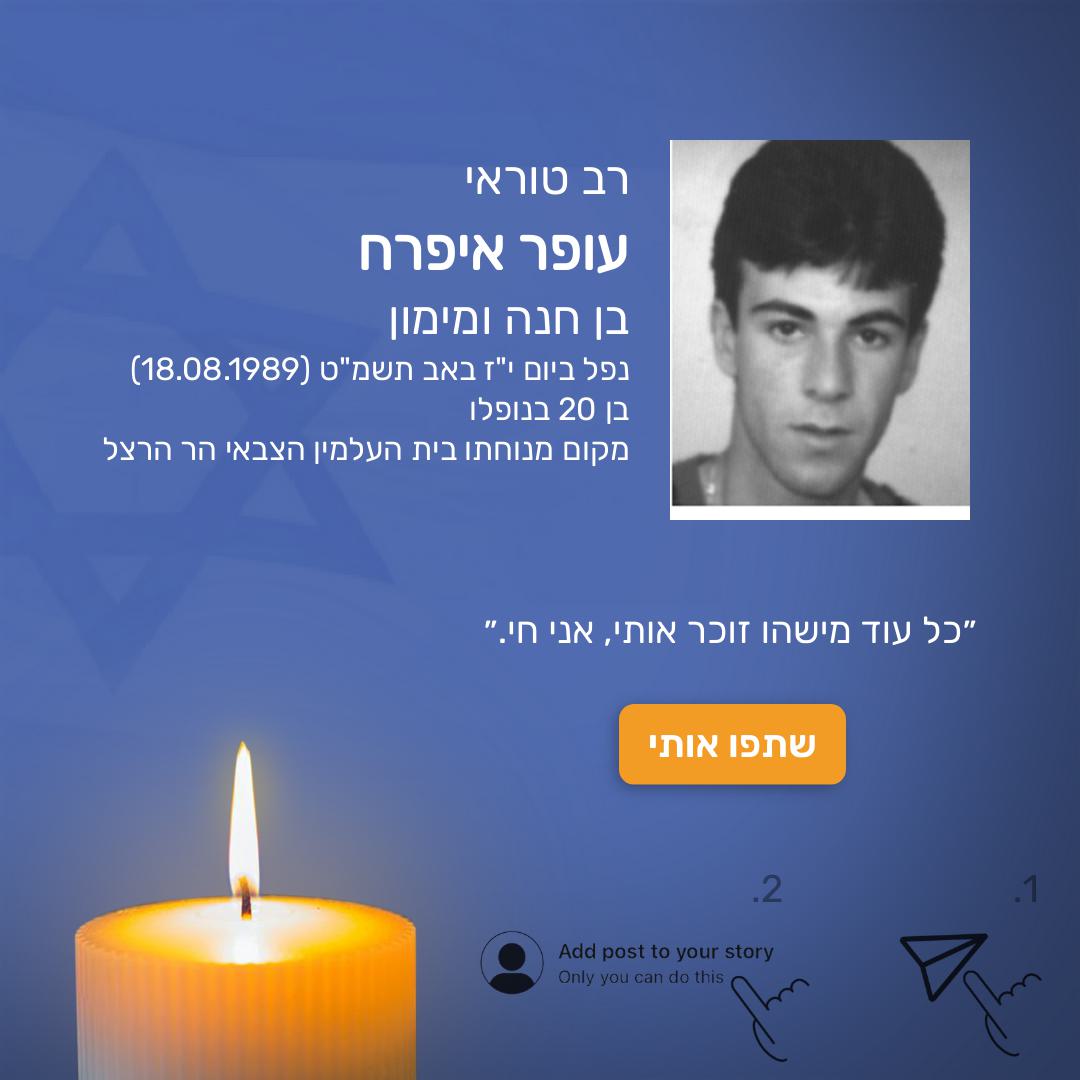 רב טוראי
עופר איפרח
בן חנה ומימון
נפל ביום י"ז באב תשמ"ט (18.08.1989)
בן 20 בנופלו
מקום מנוחתו בית העלמין הצבאי הר הרצל
״כל עוד מישהו זוכר אותי, אני חי.״
שתפו אותי
.1
.2
Add post to your story
Only you can do this